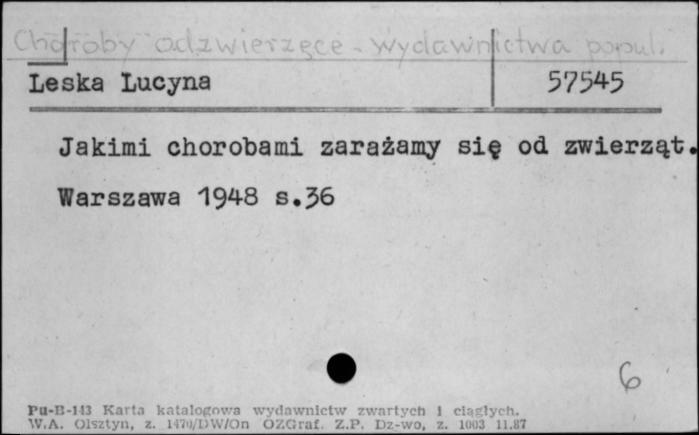 Choroby odzwierzęce - wydawnictwa popul.
Leska Lucyna 57545
Jakimi chorobami zarażamy się od zwierząt.
Warszawa 1948 s.36
6
Pu-B-143 Karta katalogowa wydawnictw zwartych i ciągłych.
W.A. Olsztyn, z. 1470/DW/On OZGraf. Z.P. Dz-wo, z. 1003 11.87